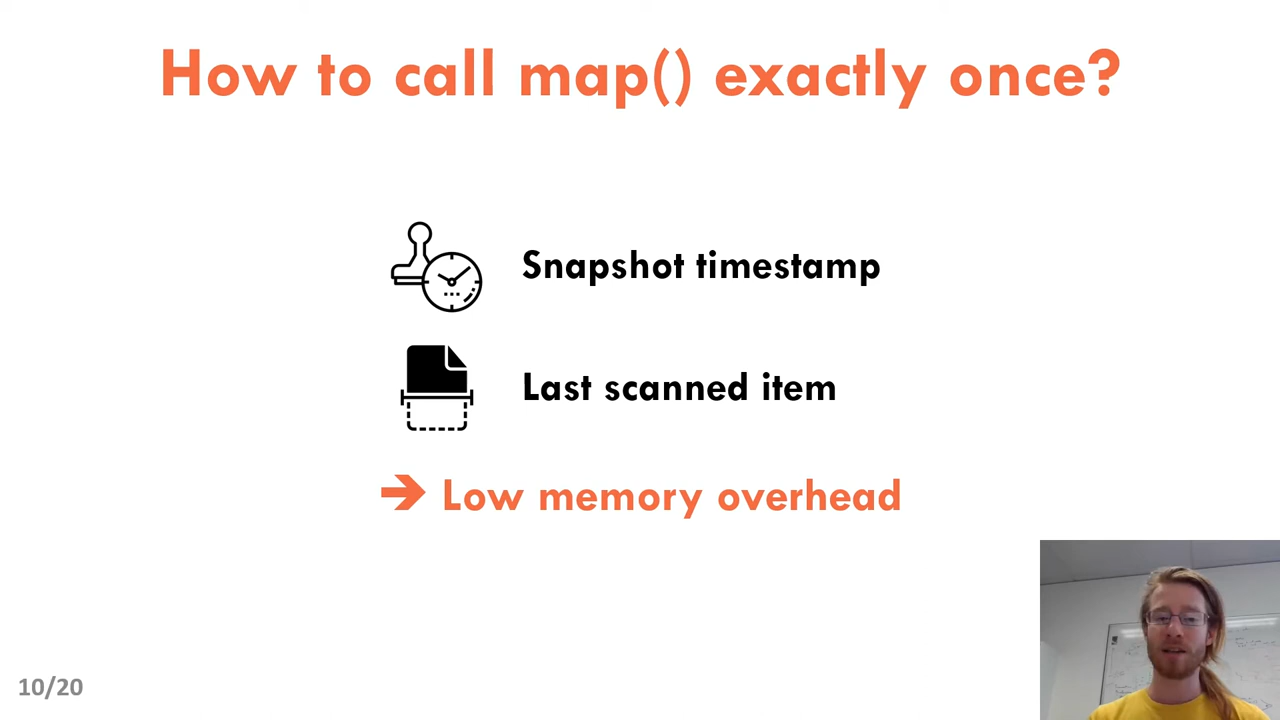 How to call map() exactly once?
Snapshot timestamp
Last scanned item
➔ Low memory overhead
10/20